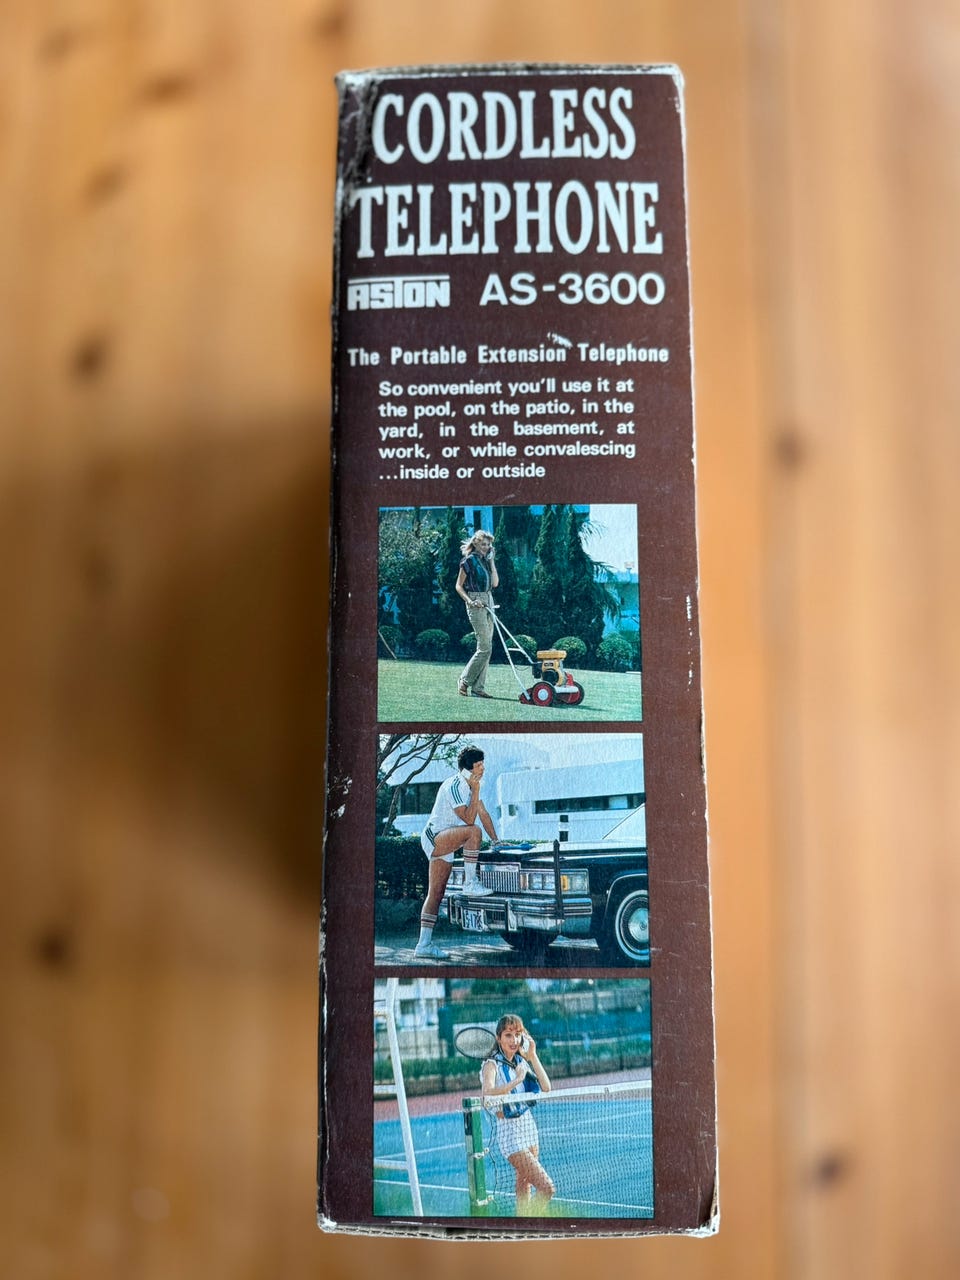 CORDLESS
TELEPHONE
ASTON AS-3600
The Portable Extension Telephone
So convenient you'll use it at
the pool, on the patio, in the
yard, in the basement, at
work, or while convalescing
...inside or outside